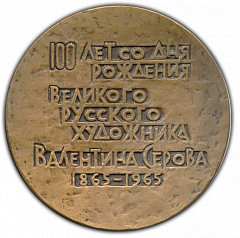 100 ЛЕТ СО ДНЯ
РОЖДЕНИЯ
ВЕЛИКОГО
РУССКОГО
ХУДОЖНИКА
ВАЛЕНТИНА СЕРОВА
1865–1965